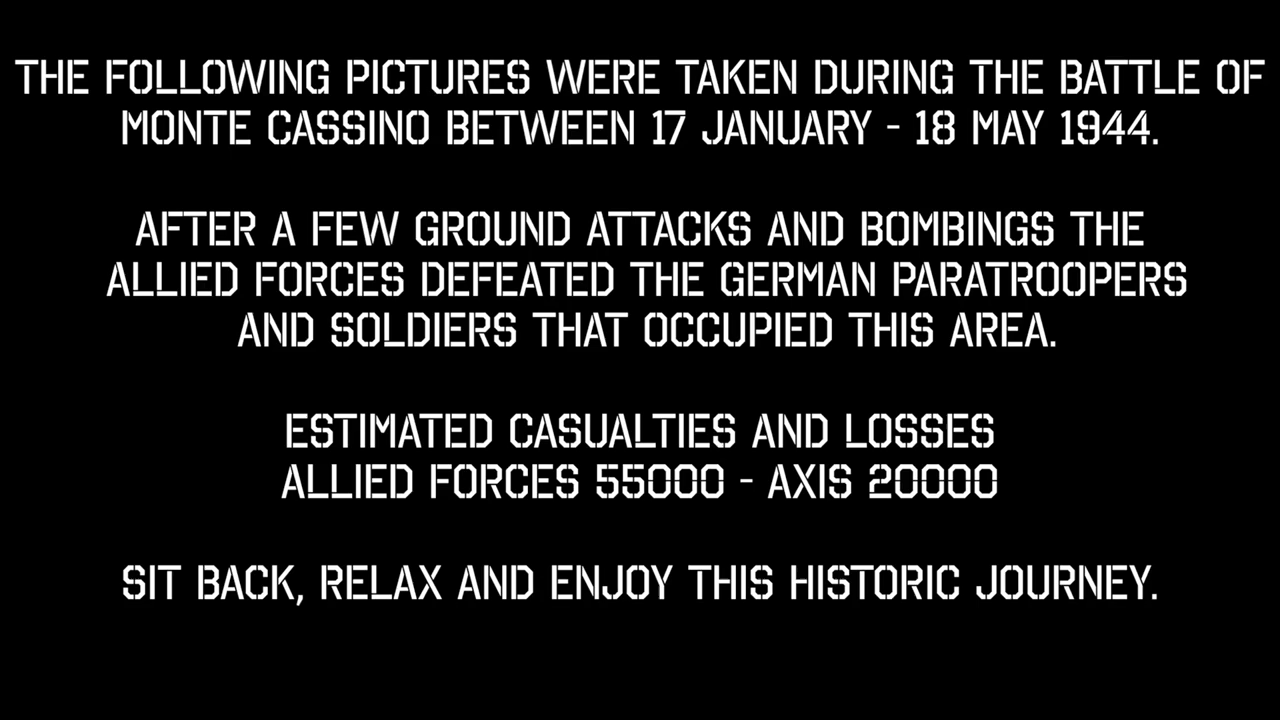 THE FOLLOWING PICTURES WERE TAKEN DURING THE BATTLE OF
MONTE CASSINO BETWEEN 17 JANUARY - 18 MAY 1944.
AFTER A FEW GROUND ATTACKS AND BOMBINGS THE
ALLIED FORCES DEFEATED THE GERMAN PARATROOPERS
AND SOLDIERS THAT OCCUPIED THIS AREA.
ESTIMATED CASUALTIES AND LOSSES
ALLIED FORCES 55000 - AXIS 20000
SIT BACK, RELAX AND ENJOY THIS HISTORIC JOURNEY.